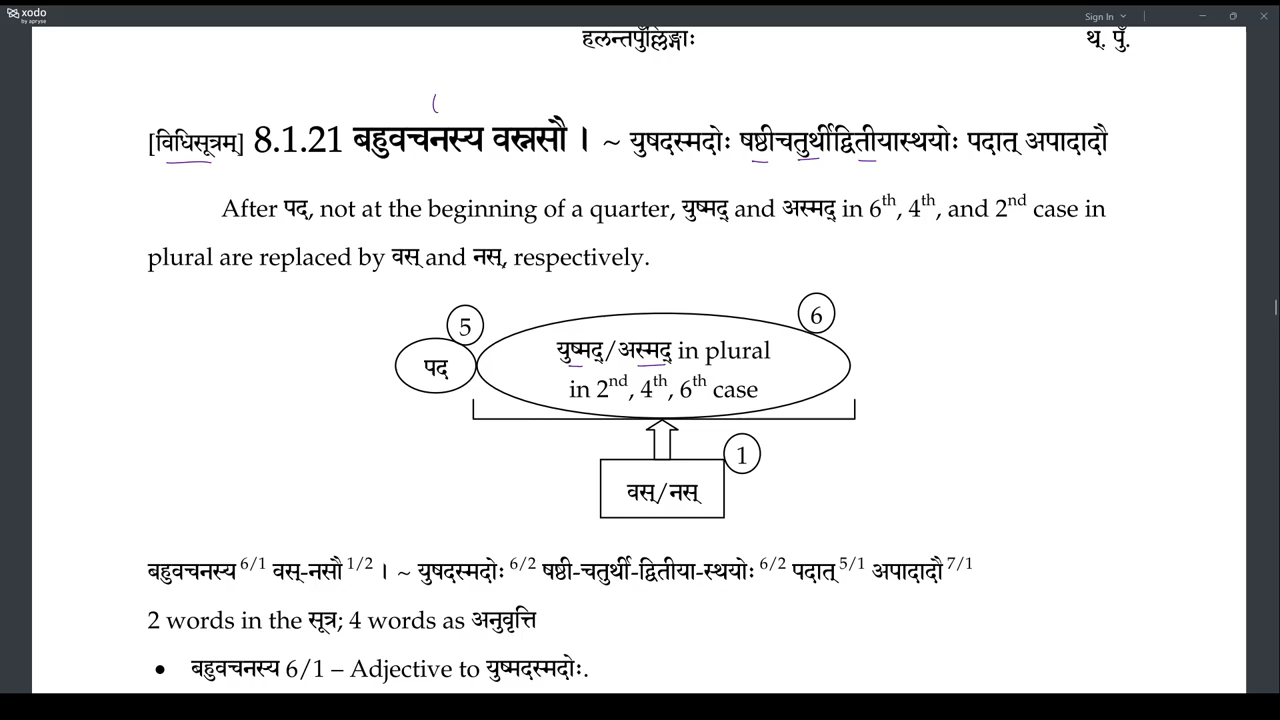 xodo
by apryse
Sign In
हलन्तपुँल्लिङ्गाः थ्. पुँ.
[विधिसूत्रम्] 8.1.21 बहुवचनस्य वस्नसौ । ~ युषदस्मदोः षष्ठीचतुर्थीद्वितीयास्थयोः पदात् अपादादौ
After पद्, not at the beginning of a quarter, युष्मद् and अस्मद् in 6th, 4th, and 2nd case in
plural are replaced by वस् and नस्, respectively.
5
6
पद
युष्मद्/अस्मद् in plural
in 2nd, 4th, 6th case
1
वस्/नस्
बहुवचनस्य 6/1 वस्-नसौ 1/2 । ~ युषदस्मदोः 6/2 षष्ठी-चतुर्थी-द्वितीया-स्थयोः 6/2 पदात् 5/1 अपादादौ 7/1
2 words in the सूत्र; 4 words as अनुवृत्ति
• बहुवचनस्य 6/1 – Adjective to युष्मदस्मदोः.